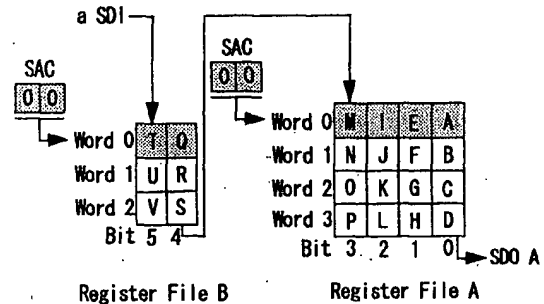 a SDI
SAC
0 0
SAC
0 0
Word 0 T Q
Word 1 U R
Word 2 V S
Bit 5 4
Word 0 M I E A
Word 1 N J F B
Word 2 O K G C
Word 3 P L H D
Bit 3 2 1 0
SDO A
Register File B
Register File A